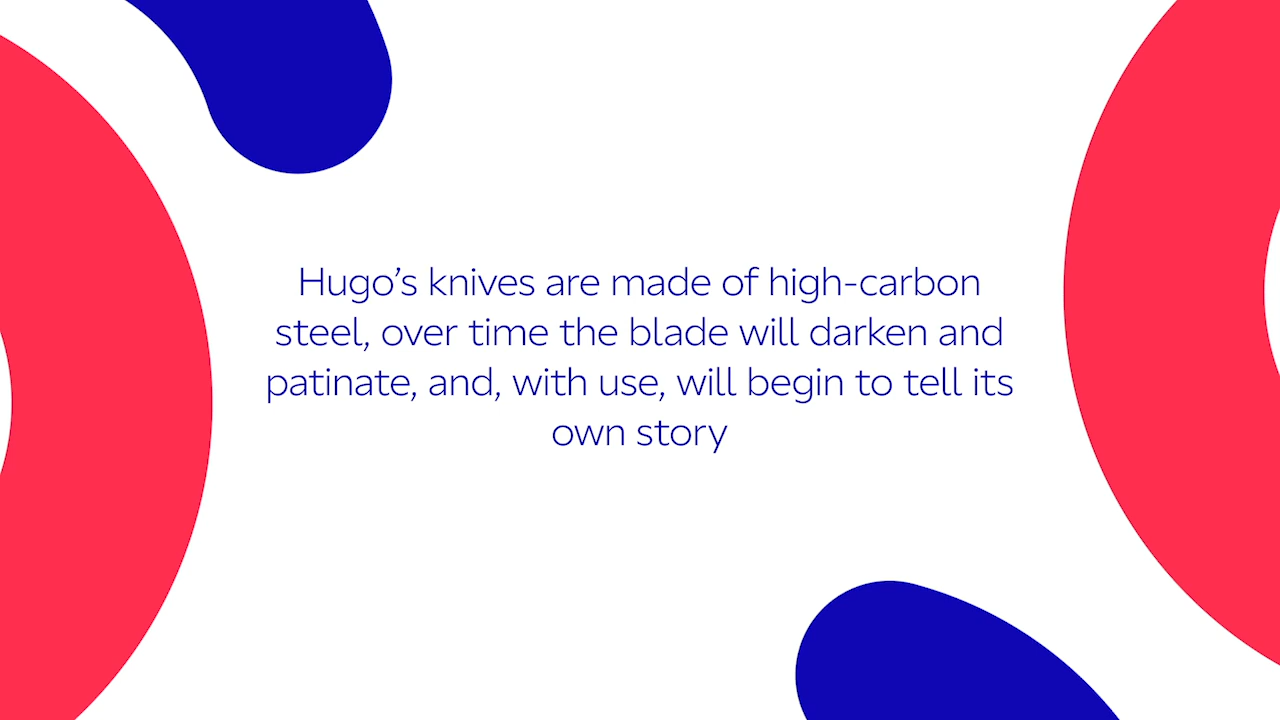 Hugo’s knives are made of high-carbon
steel, over time the blade will darken and
patinate, and, with use, will begin to tell its
own story